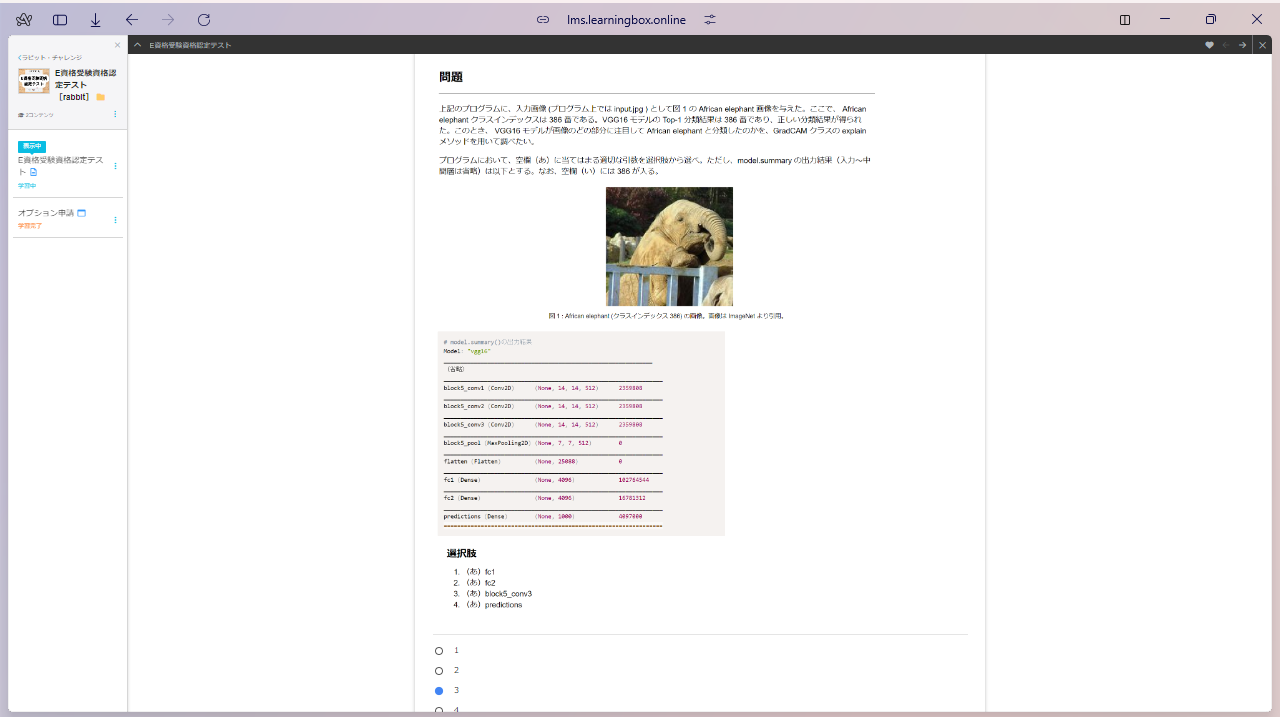 lms.learningbox.online
くラビット・チャレンジ
E資格受験資格認定テスト
E資格受験資格認
定テスト
[rabbit]
2コンテンツ
表示中
E資格受験資格認定テス
ト
学習中
オプション申請
学習完了
問題
上記のプログラムに、入力画像 (プログラム上では input.jpg ) として図 1 の African elephant 画像を与えた。ここで、 African
elephant クラスインデックスは 386 番である。VGG16 モデルの Top-1 分類結果は 386 番であり、正しい分類結果が得られ
た。このとき、 VGG16 モデルが画像のどの部分に注目して African elephant と分類したのかを、GradCAM クラスの explain
メソッドを用いて調べたい。
プログラムにおいて、空欄（あ）に当てはまる適切な引数を選択肢から選べ。ただし、model.summary の出力結果（入力〜中
間層は省略）は以下とする。なお、空欄（い）には 386 が入る。
図 1 : African elephant (クラスインデックス 386) の画像。画像は ImageNet より引用。
# model.summary()の出力結果
Model: "vgg16"
（省略）
block5_conv1 (Conv2D) (None, 14, 14, 512) 2359808
block5_conv2 (Conv2D) (None, 14, 14, 512) 2359808
block5_conv3 (Conv2D) (None, 14, 14, 512) 2359808
block5_pool (MaxPooling2D) (None, 7, 7, 512) 0
flatten (Flatten) (None, 25088) 0
fc1 (Dense) (None, 4096) 102764544
fc2 (Dense) (None, 4096) 16781312
predictions (Dense) (None, 1000) 4097000
選択肢
1. （あ）fc1
2. （あ）fc2
3. （あ）block5_conv3
4. （あ）predictions
1
2
3
4